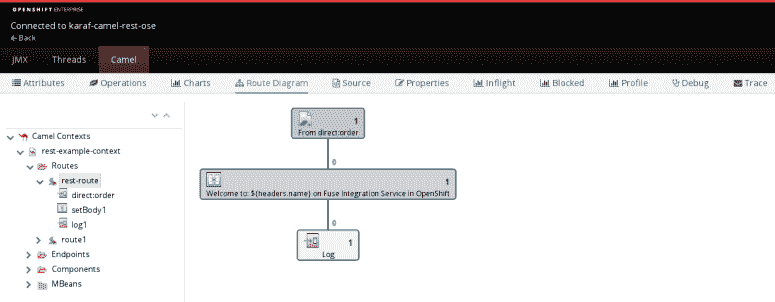 OPENSHIFT ENTERPRISE
Connected to karaf-camel-rest-ose
Back
JMX Threads Camel
Attributes Operations Charts Route Diagram Source Properties Inflight Blocked Profile Debug Trace
Camel Contexts
rest-example-context
Routes
rest-route
direct:order
setBody1
log1
route1
Endpoints
Components
MBeans
1
From direct:order
0
1
Welcome to: ${headers.name} on Fuse Integration Service in OpenShift
0
1
Log